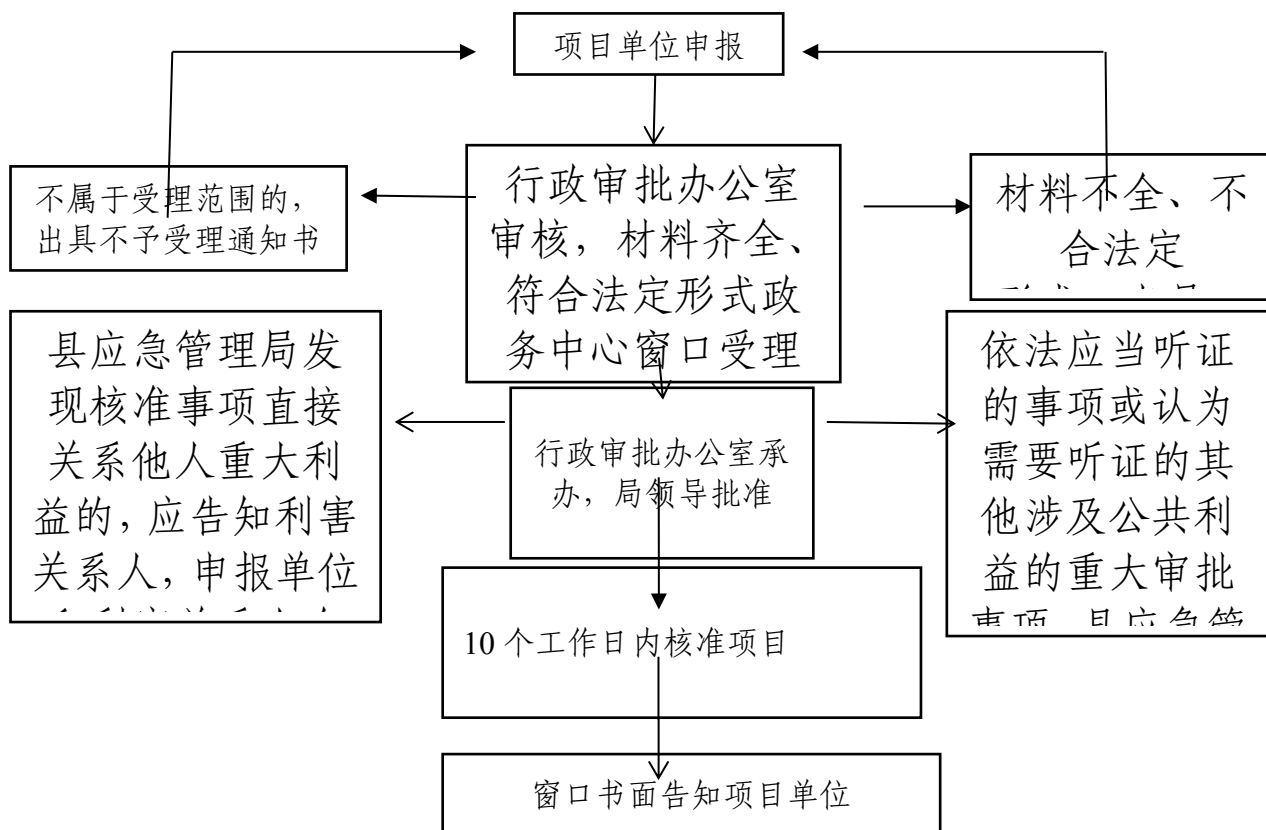 项目单位申报
不属于受理范围的，
出具不予受理通知书
行政审批办公室
审核，材料齐全、
符合法定形式政
务中心窗口受理
材料不全、不
合法定
县应急管理局发
现核准事项直接
关系他人重大利
益的，应告知利害
关系人，申报单位
行政审批办公室承
办，局领导批准
依法应当听证
的事项或认为
需要听证的其
他涉及公共利
益的重大审批
事项 县应急管
10 个工作日内核准项目
窗口书面告知项目单位